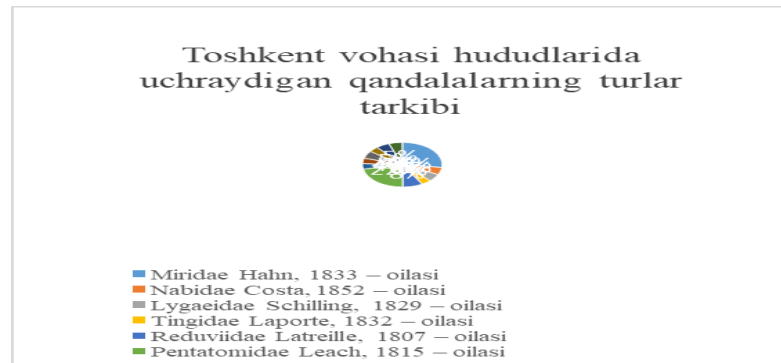 Toshkent vohasi hududlarida
uchraydigan qandalalarning turlar
tarkibi
Miridae Hahn, 1833 – oilasi
Nabidae Costa, 1852 – oilasi
Lygaeidae Schilling, 1829 – oilasi
Tingidae Laporte, 1832 – oilasi
Reduviidae Latreille, 1807 – oilasi
Pentatomidae Leach, 1815 – oilasi